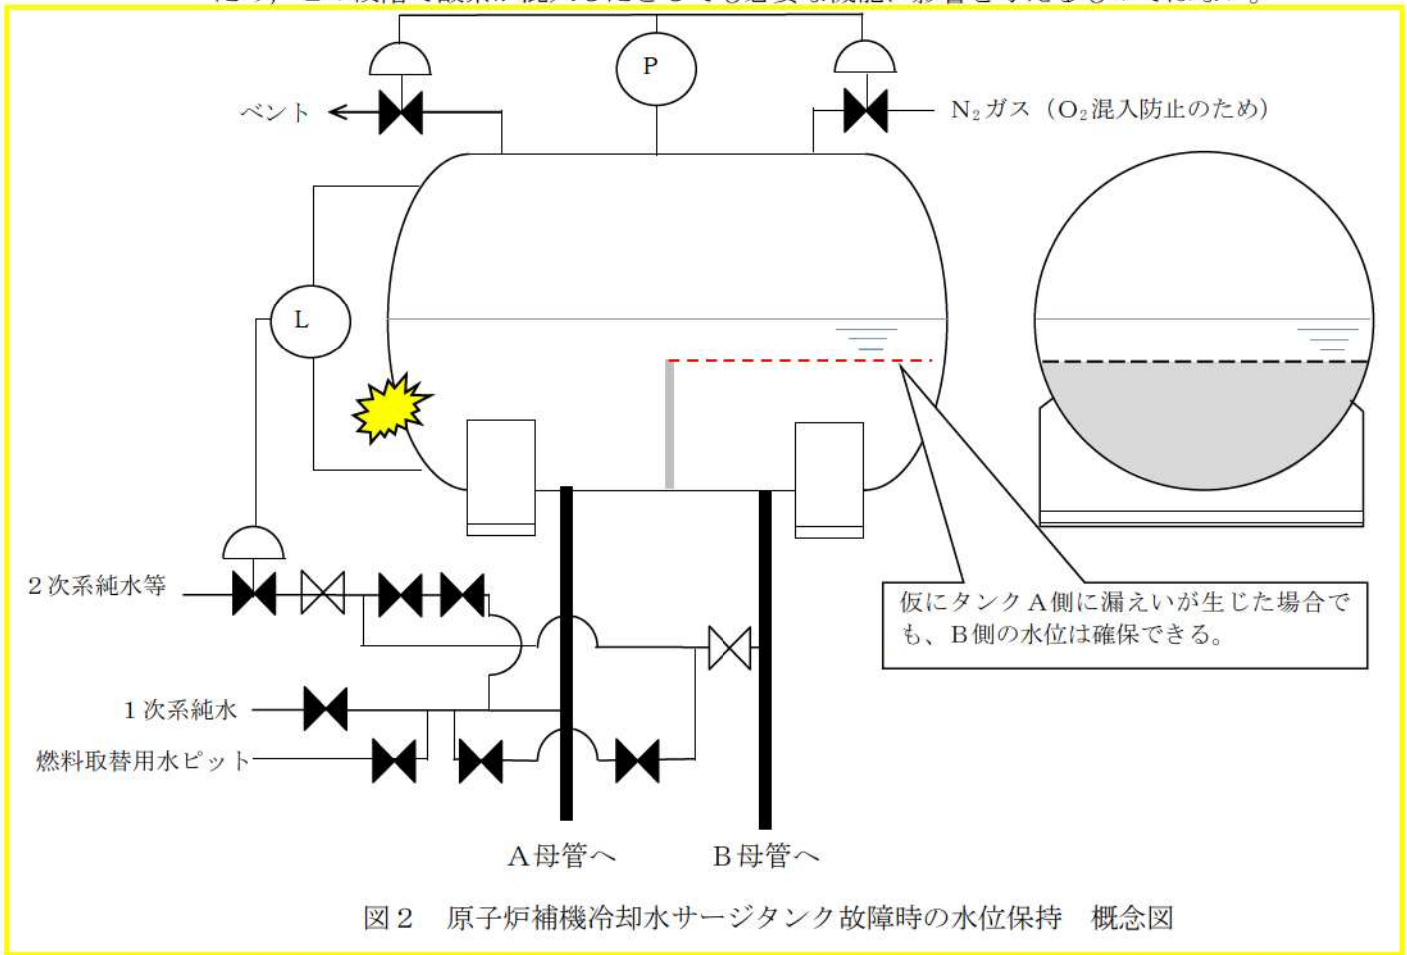 P
ベント
N₂ガス（O₂混入防止のため）
L
2次系純水等
仮にタンクA側に漏えいが生じた場合で
も、B側の水位は確保できる。
1次系純水
燃料取替用水ピット
A母管へ
B母管へ
図2　原子炉補機冷却水サージタンク故障時の水位保持　概念図